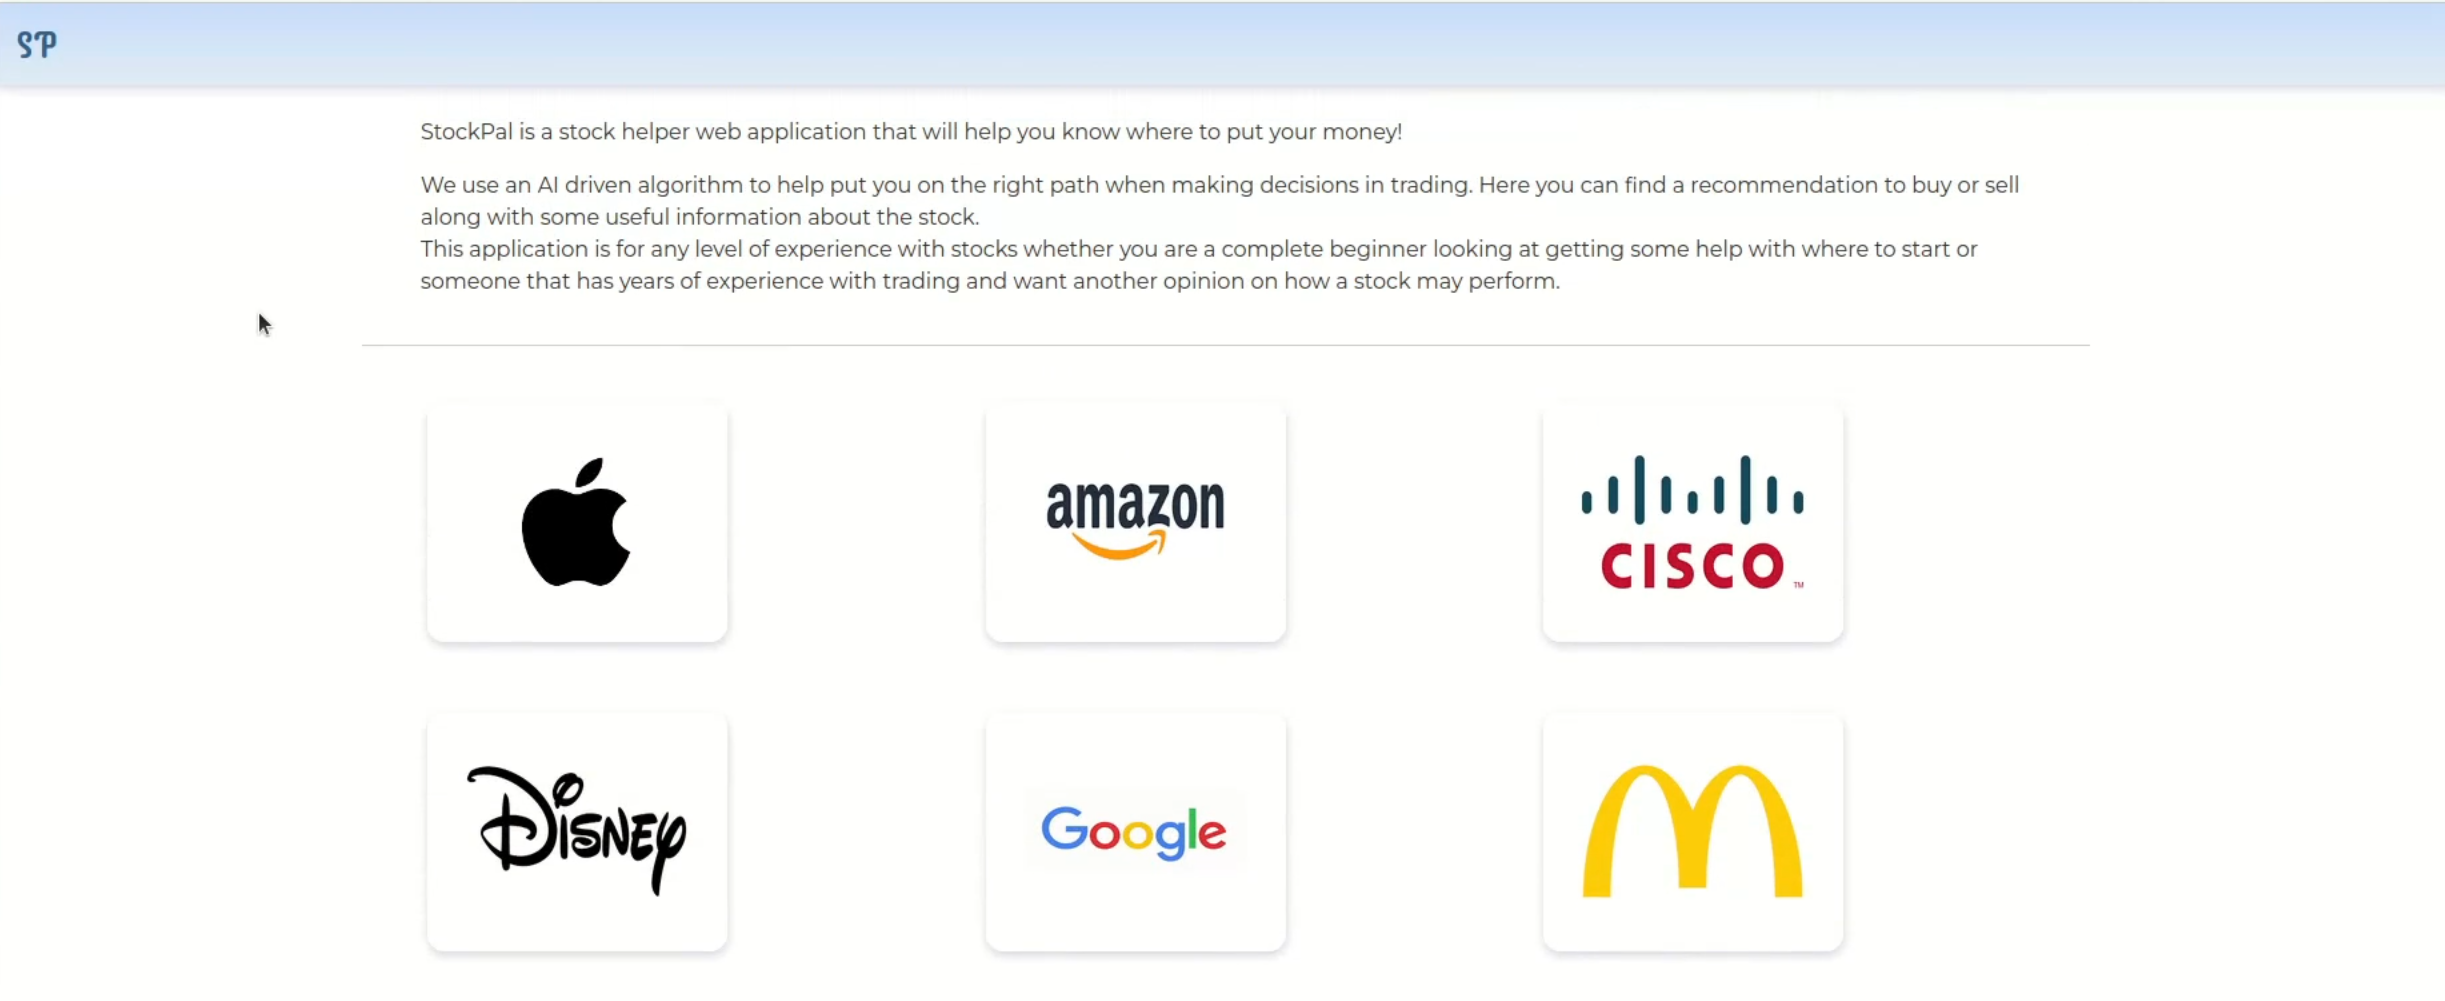 SP
StockPal is a stock helper web application that will help you know where to put your money!
We use an AI driven algorithm to help put you on the right path when making decisions in trading. Here you can find a recommendation to buy or sell
along with some useful information about the stock.
This application is for any level of experience with stocks whether you are a complete beginner looking at getting some help with where to start or
someone that has years of experience with trading and want another opinion on how a stock may perform.
amazon
CISCO TM
Disney
Google